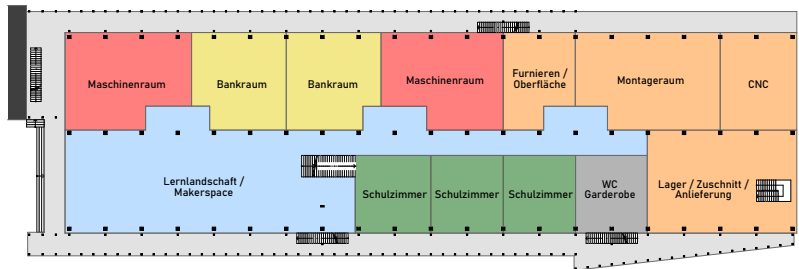 Maschinenraum
Bankraum
Bankraum
Maschinenraum
Furnieren /
Oberfläche
Montageraum
CNC
Lernlandschaft /
Makerspace
Schulzimmer
Schulzimmer
Schulzimmer
WC
Garderobe
Lager / Zuschnitt /
Anlieferung